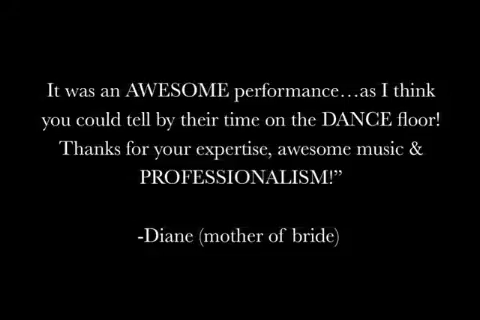 It was an AWESOME performance…as I think
you could tell by their time on the DANCE floor!
Thanks for your expertise, awesome music &
PROFESSIONALISM!”
-Diane (mother of bride)